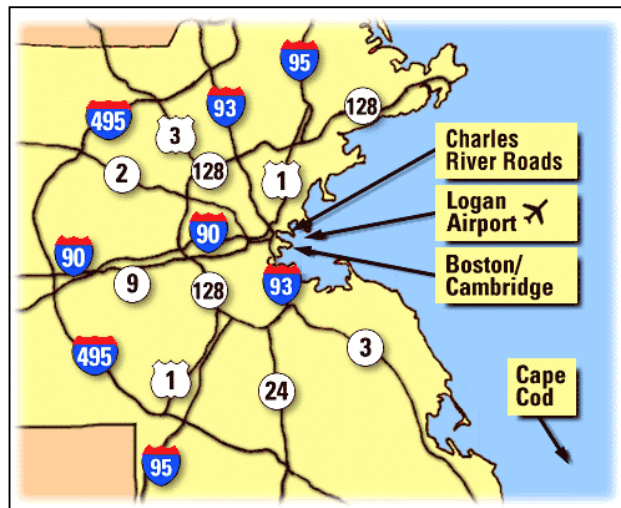 95
495
93
128
3
Charles
River Roads
2
128
1
Logan
Airport
90
90
Boston/
Cambridge
9
128
93
495
3
1
24
Cape
Cod
95